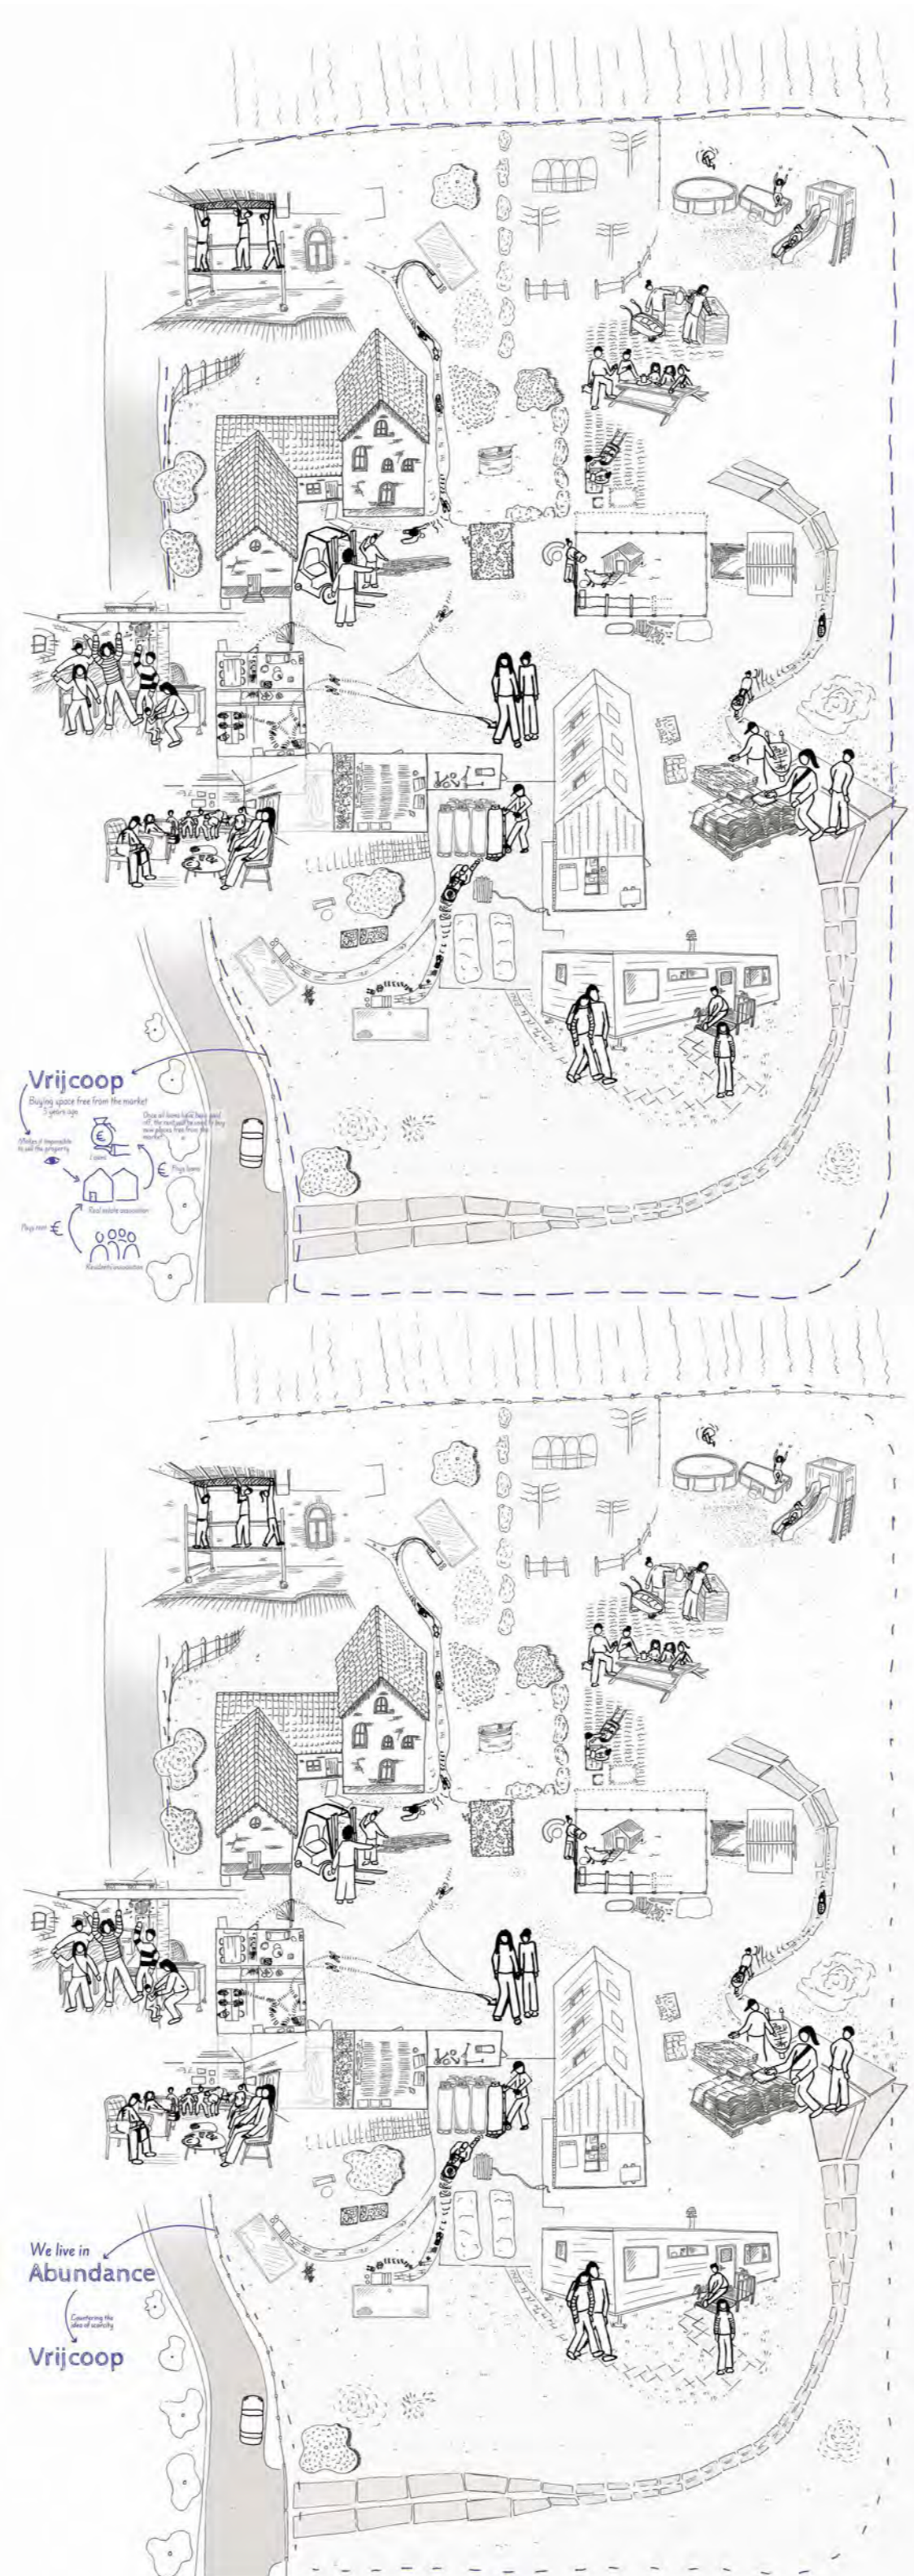 Vrijcoop
Buying space free from the market
3 years ago
Makes it impossible
to sell the property
€
Loans
Once all loans have been paid
off, the rent will be used to buy
new places free from the
market
€ Pays loans
Real estate association
Pays rent €
Residents association
We live in
Abundance
Countering the
idea of scarcity
Vrijcoop